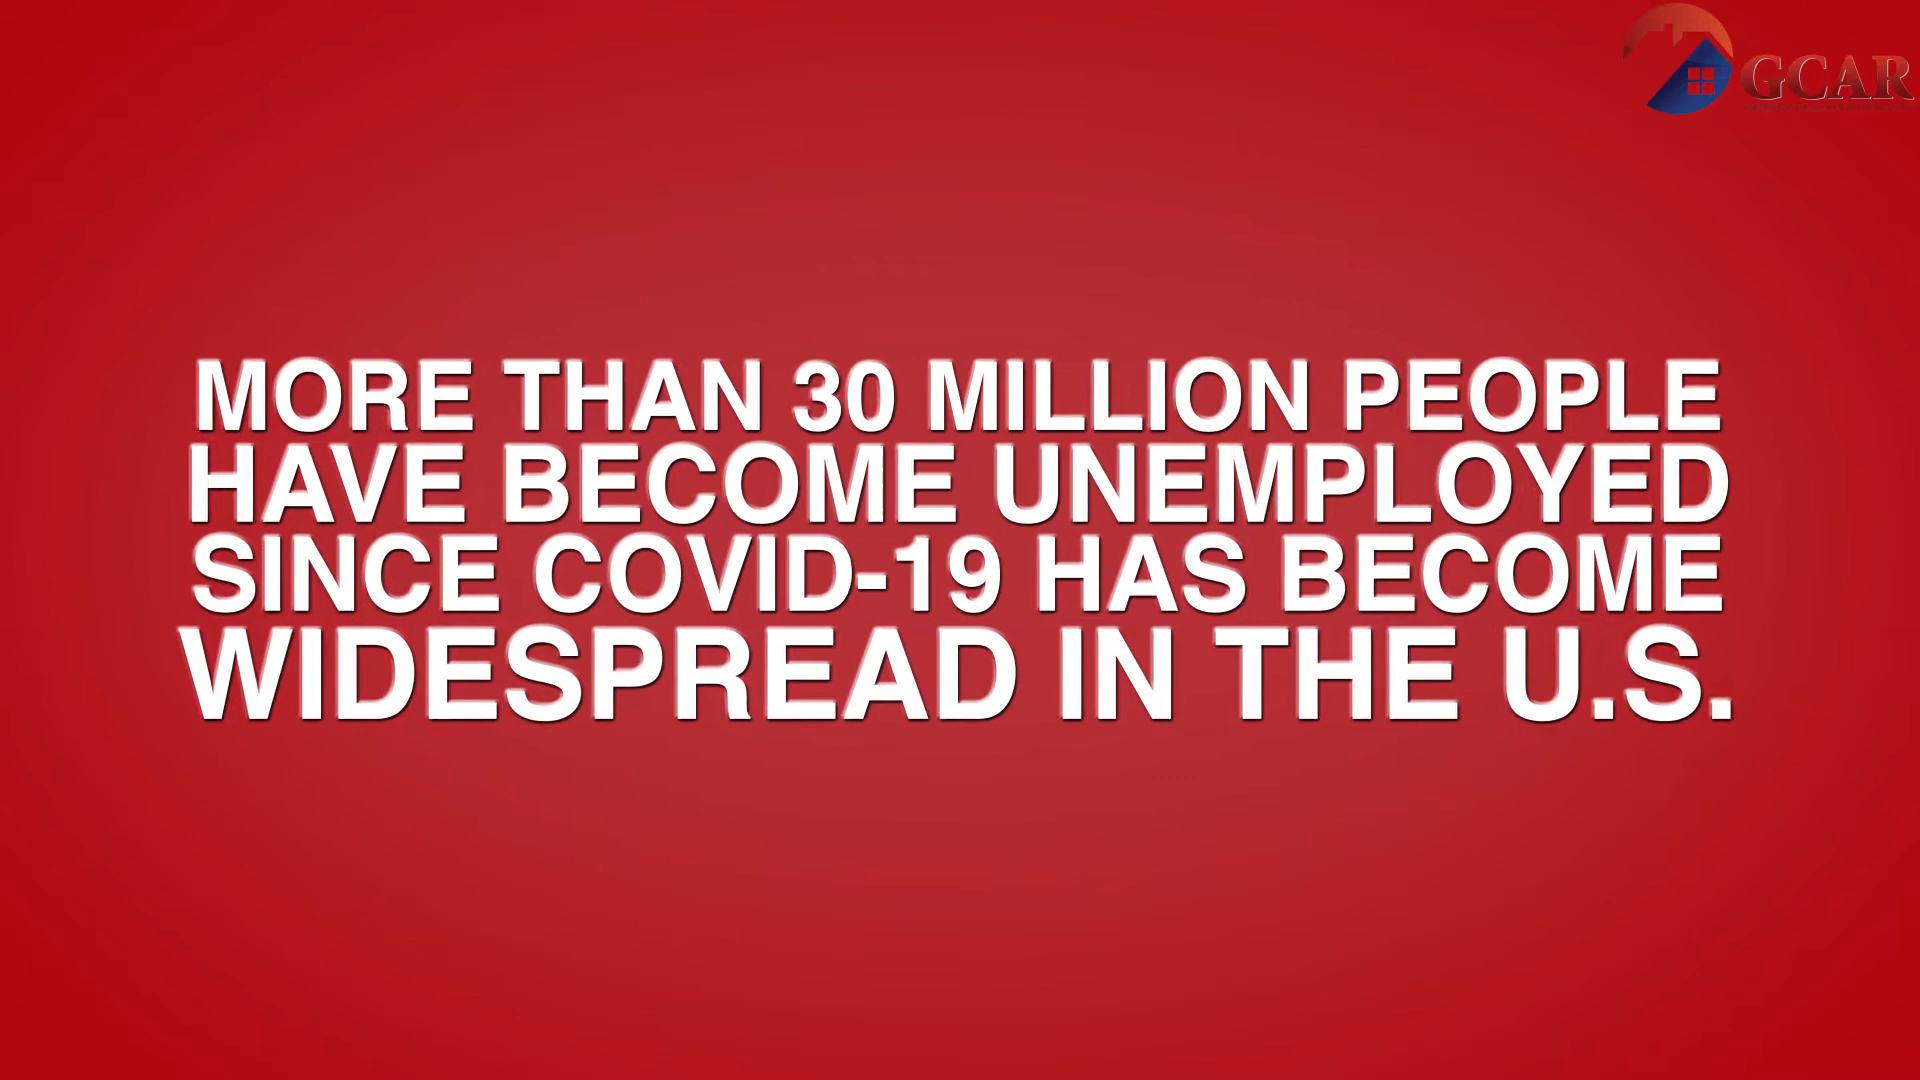 GCAR
MORE THAN 30 MILLION PEOPLE
HAVE BECOME UNEMPLOYED
SINCE COVID-19 HAS BECOME
WIDESPREAD IN THE U.S.